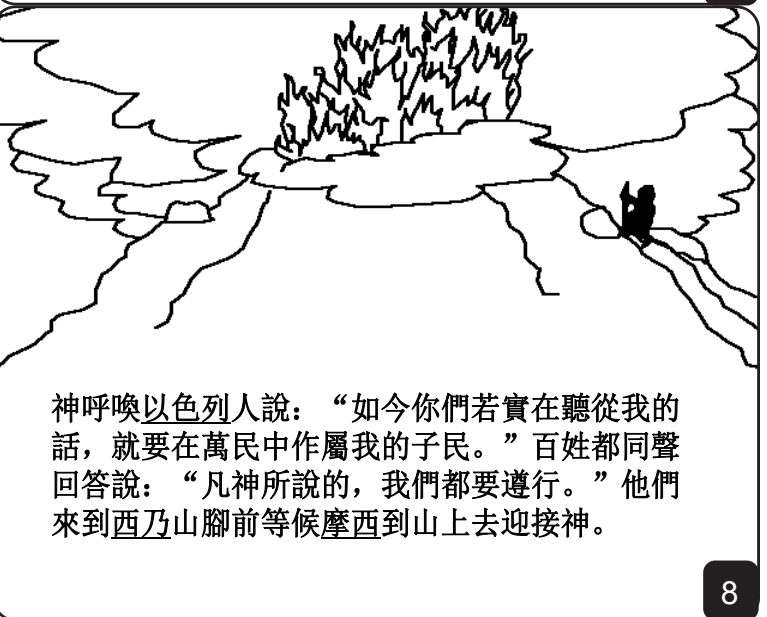 神呼喚以色列人說：“如今你們若實在聽從我的
話，就要在萬民中作屬我的子民。”百姓都同聲
回答說：“凡神所說的，我們都要遵行。”他們
來到西乃山腳前等候摩西到山上去迎接神。
8